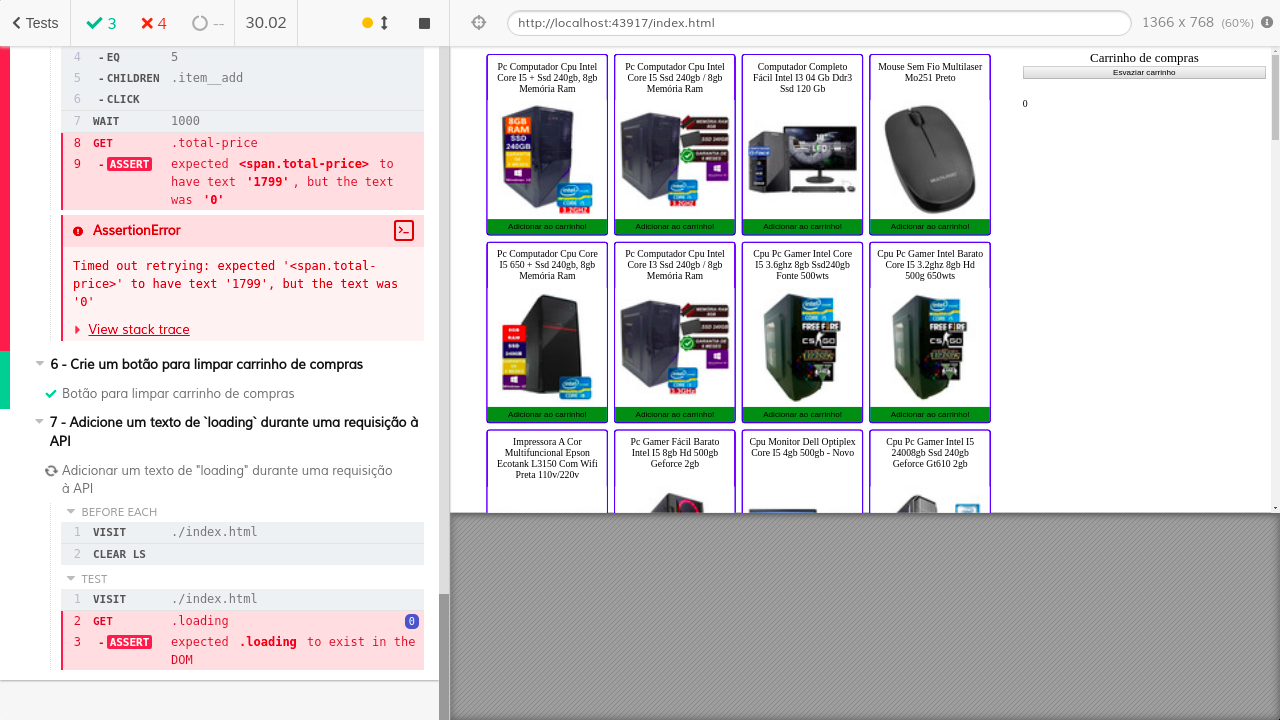 Tests
3
4
--
30.02
http://localhost:43917/index.html
1366 x 768 (60%)
4 -EQ 5
5 -CHILDREN .item__add
6 -CLICK
7 WAIT 1000
8 GET .total-price
9 -ASSERT expected <span.total-price> to
have text '1799', but the text
was '0'
AssertionError
Timed out retrying: expected '<span.total-
price>' to have text '1799', but the text was
'0'
View stack trace
6 - Crie um botão para limpar carrinho de compras
Botão para limpar carrinho de compras
7 - Adicione um texto de `loading` durante uma requisição à
API
Adicionar um texto de "loading" durante uma requisição
à API
BEFORE EACH
1 VISIT ./index.html
2 CLEAR LS
TEST
1 VISIT ./index.html
2 GET .loading 0
3 -ASSERT expected .loading to exist in the
DOM
Pc Computador Cpu Intel
Core I5 + Ssd 240gb, 8gb
Memória Ram
8GB
RAM
SSD
240GB
Adicionar ao carrinho!
Pc Computador Cpu Intel
Core I5 Ssd 240gb / 8gb
Memória Ram
Adicionar ao carrinho!
Computador Completo
Fácil Intel I3 04 Gb Ddr3
Ssd 120 Gb
Adicionar ao carrinho!
Mouse Sem Fio Multilaser
Mo251 Preto
Adicionar ao carrinho!
Pc Computador Cpu Core
I5 650 + Ssd 240gb, 8gb
Memória Ram
Adicionar ao carrinho!
Pc Computador Cpu Intel
Core I3 Ssd 240gb / 8gb
Memória Ram
Adicionar ao carrinho!
Cpu Pc Gamer Intel Core
I5 3.6ghz 8gb Ssd240gb
Fonte 500wts
FREE FIRE
CS:GO
Adicionar ao carrinho!
Cpu Pc Gamer Intel Barato
Core I5 3.2ghz 8gb Hd
500g 650wts
FREE FIRE
CS:GO
Adicionar ao carrinho!
Impressora A Cor
Multifuncional Epson
Ecotank L3150 Com Wifi
Preta 110v/220v
Pc Gamer Fácil Barato
Intel I5 8gb Hd 500gb
Geforce 2gb
Cpu Monitor Dell Optiplex
Core I5 4gb 500gb - Novo
Cpu Pc Gamer Intel I5
24008gb Ssd 240gb
Geforce Gt610 2gb
Carrinho de compras
Esvaziar carrinho
0